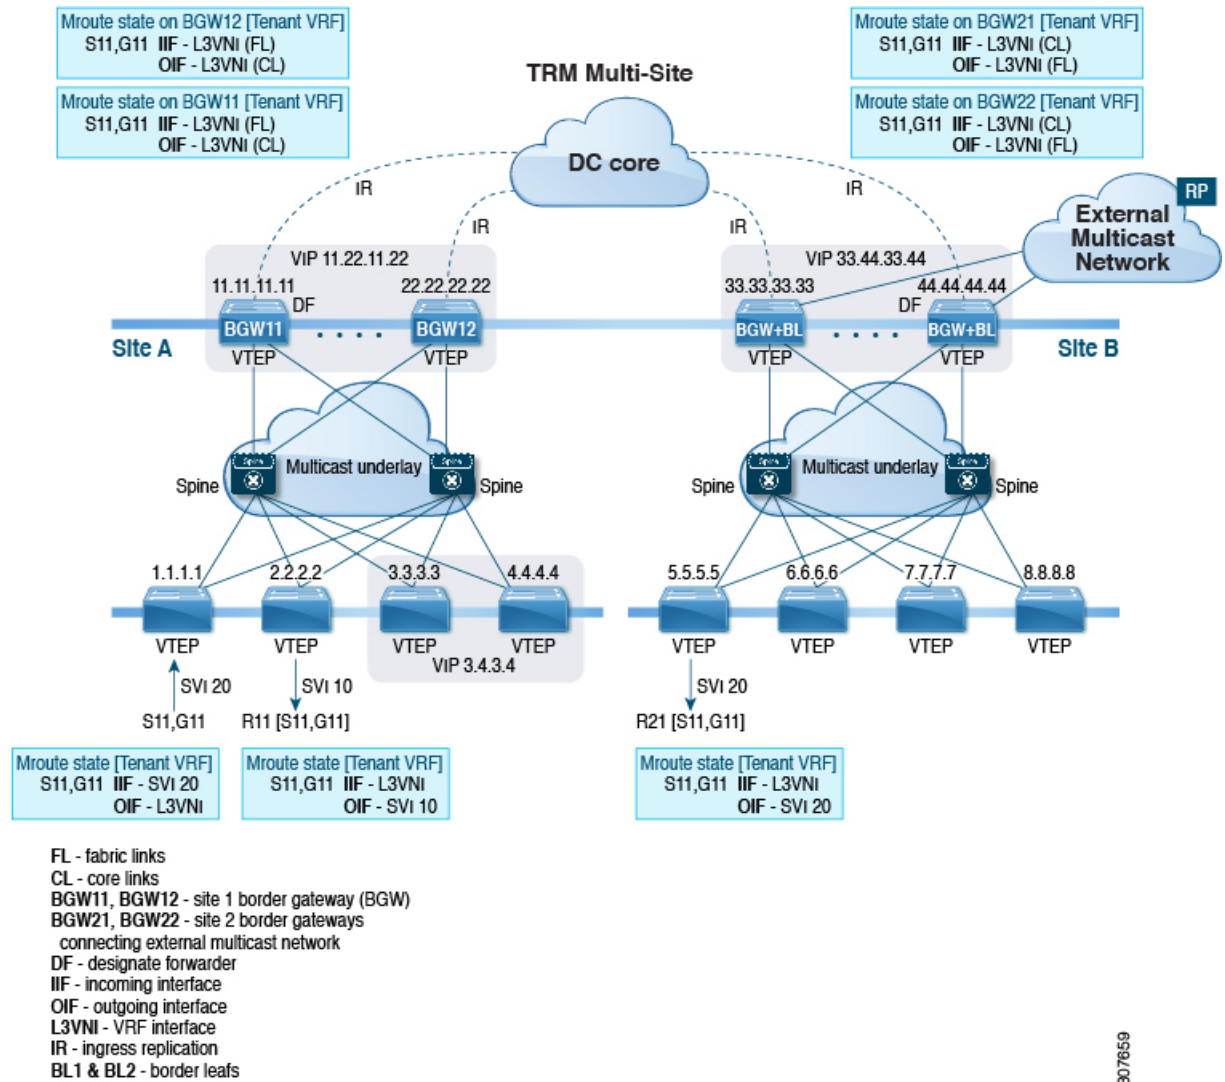 Mroute state on BGW12 [Tenant VRF]
S11,G11 IIF - L3VNI (FL)
OIF - L3VNI (CL)
Mroute state on BGW11 [Tenant VRF]
S11,G11 IIF - L3VNI (FL)
OIF - L3VNI (CL)
TRM Multi-Site
Mroute state on BGW21 [Tenant VRF]
S11,G11 IIF - L3VNI (CL)
OIF - L3VNI (FL)
Mroute state on BGW22 [Tenant VRF]
S11,G11 IIF - L3VNI (CL)
OIF - L3VNI (FL)
DC core
IR
IR
IR
IR
RP
External
Multicast
Network
VIP 11.22.11.22
11.11.11.11
22.22.22.22
DF
BGW11
BGW12
VTEP
VTEP
Site A
VIP 33.44.33.44
33.33.33.33
44.44.44.44
DF
BGW+BL
BGW+BL
VTEP
VTEP
Site B
Spine
Multicast underlay
Spine
Spine
Spine
Spine
Multicast underlay
Spine
Spine
Spine
1.1.1.1
2.2.2.2
3.3.3.3
4.4.4.4
5.5.5.5
6.6.6.6
7.7.7.7
8.8.8.8
VTEP
VTEP
VTEP
VTEP
VIP 3.4.3.4
VTEP
VTEP
VTEP
VTEP
SVI 20
SVI 10
SVI 20
S11,G11
R11 [S11,G11]
R21 [S11,G11]
Mroute state [Tenant VRF]
S11,G11 IIF - SVI 20
OIF - L3VNI
Mroute state [Tenant VRF]
S11,G11 IIF - L3VNI
OIF - SVI 10
Mroute state [Tenant VRF]
S11,G11 IIF - L3VNI
OIF - SVI 20
FL - fabric links
CL - core links
BGW11, BGW12 - site 1 border gateway (BGW)
BGW21, BGW22 - site 2 border gateways
connecting external multicast network
DF - designate forwarder
IIF - incoming interface
OIF - outgoing interface
L3VNI - VRF interface
IR - ingress replication
BL1 & BL2 - border leafs